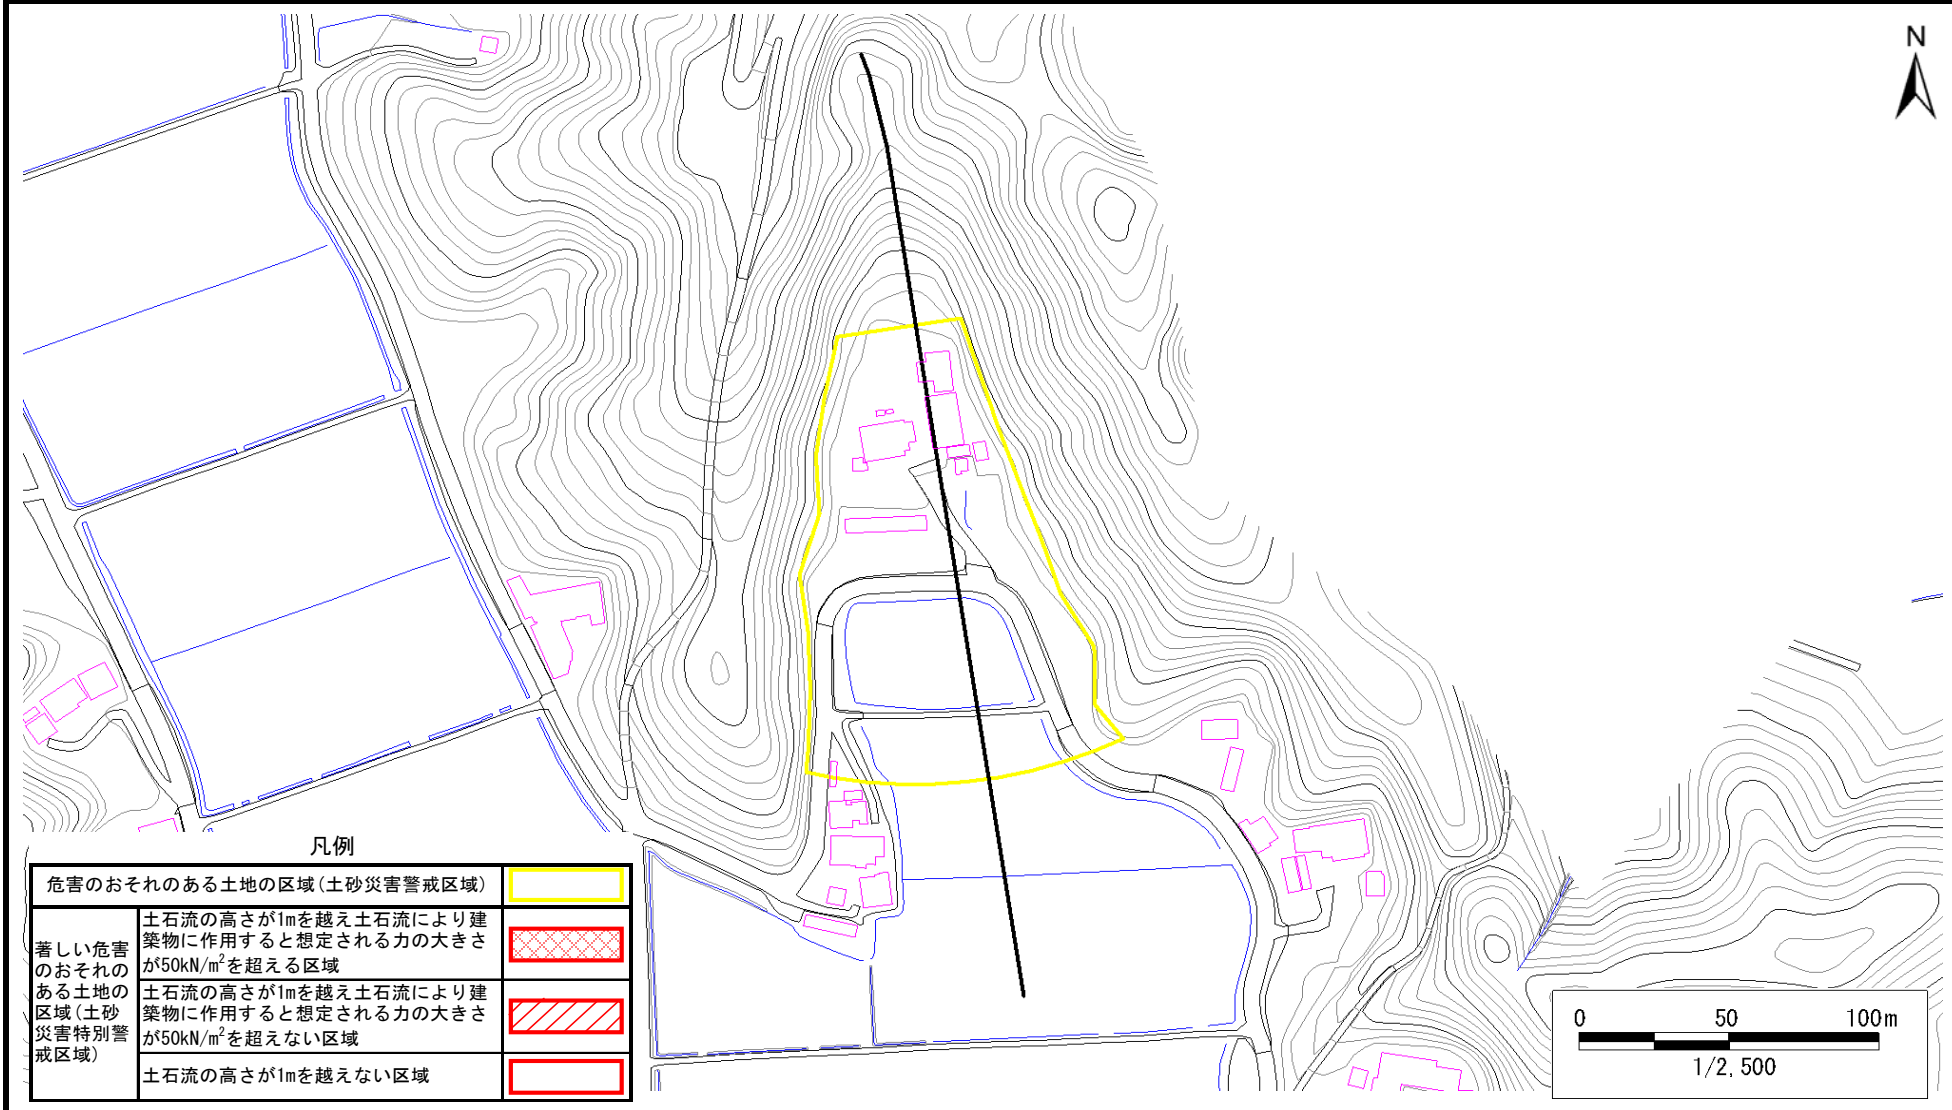 N
凡例
危害のおそれのある土地の区域(土砂災害警戒区域)
著しい危害
のおそれの
ある土地の
区域(土砂
災害特別警
戒区域)
土石流の高さが1mを越え土石流により建
築物に作用すると想定される力の大きさ
が50kN/m²を超える区域
土石流の高さが1mを越え土石流により建
築物に作用すると想定される力の大きさ
が50kN/m²を超えない区域
土石流の高さが1mを越えない区域
0 50 100m
1/2,500